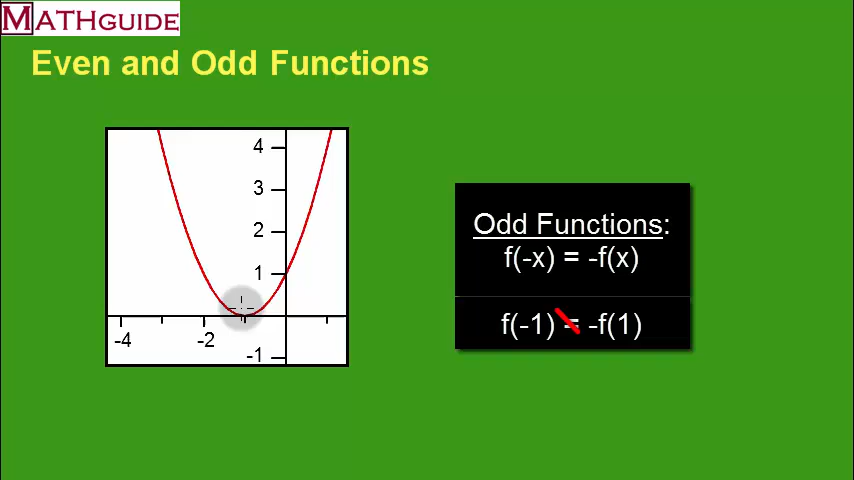 MATHGUIDE
Even and Odd Functions
4
3
2
1
-4
-2
-1
Odd Functions:
f(-x) = -f(x)
f(-1) = -f(1)